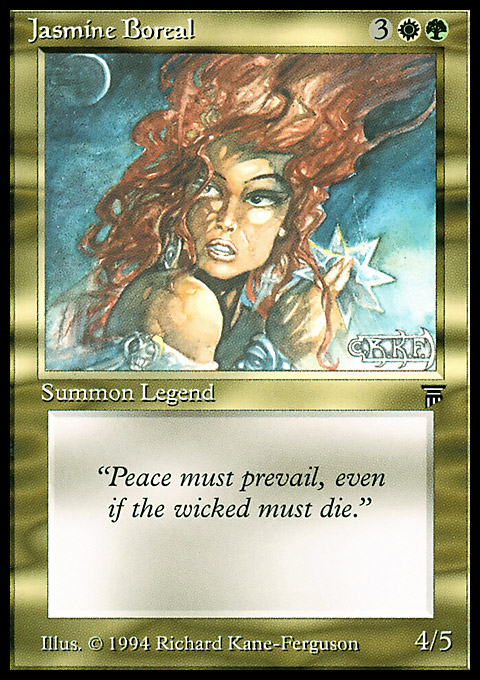 Jasmine Boreal 3
©R.K.F.
Summon Legend
“Peace must prevail, even
if the wicked must die.”
Illus. © 1994 Richard Kane-Ferguson 4/5